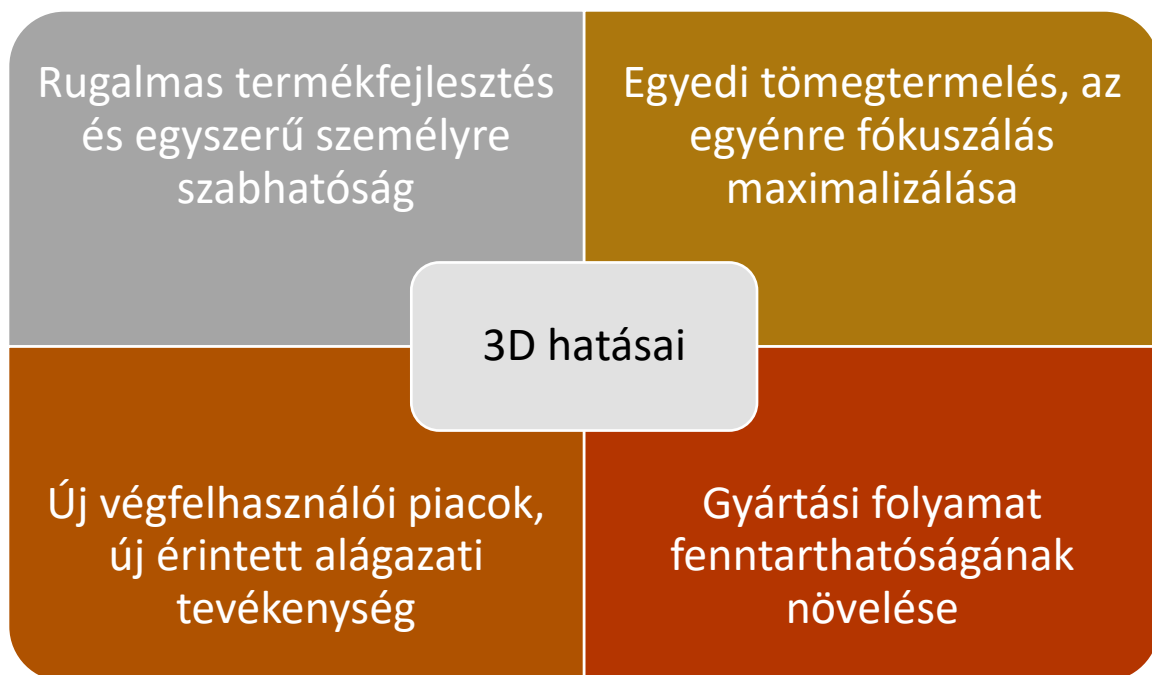 Rugalmas termékfejlesztés
és egyszerű személyre
szabhatóság
Egyedi tömegtermelés, az
egyénre fókuszálás
maximalizálása
3D hatásai
Új végfelhasználói piacok,
új érintett alágazati
tevékenység
Gyártási folyamat
fenntarthatóságának
növelése